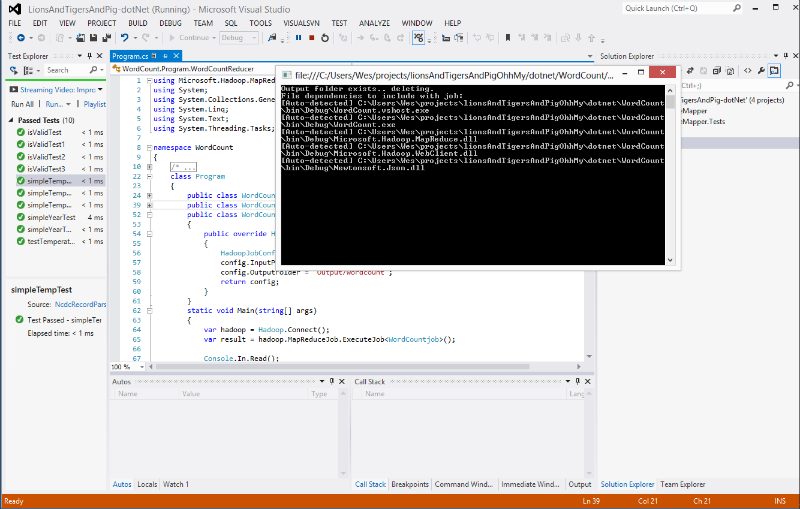 LionsAndTigersAndPig-dotNet (Running) - Microsoft Visual Studio
Quick Launch (Ctrl+Q)
FILE EDIT VIEW PROJECT BUILD DEBUG TEAM SQL TOOLS VISUALSVN TEST ANALYZE WINDOW HELP
Continue Debug
Test Explorer
Search
Streaming Video: Impro
Run All | Run... | Playlist
Passed Tests (10)
isValidTest < 1 ms
isValidTest1 < 1 ms
isValidTest2 < 1 ms
isValidTest3 < 1 ms
simpleTemp... < 1 ms
simpleTemp... < 1 ms
simpleTemp... < 1 ms
simpleYearTest 4 ms
simpleYearT... < 1 ms
testTemperat... < 1 ms
simpleTempTest
Source: NcdcRecordPars
Test Passed - simpleTem
Elapsed time: < 1 ms
Program.cs
WordCount.Program.WordCountReducer
1 using Microsoft.Hadoop.MapRed
2 using System;
3 using System.Collections.Gene
4 using System.Linq;
5 using System.Text;
6 using System.Threading.Tasks;
7
8 namespace WordCount
9 {
10 /* ...
22 class Program
23 {
24 public class WordCoun
39 public class WordCoun
52 public class WordCoun
53 {
54 public override H
55 {
56 HadoopJobConf
57 config.InputP
58 config.OutputFolder = "Output/wordcount";
59 return config;
60 }
61 }
62 static void Main(string[] args)
63 {
64 var hadoop = Hadoop.Connect();
65 var result = hadoop.MapReduceJob.ExecuteJob<WordCountjob>();
66
67 Console.In.Read();
100 %
file:///C:/Users/Wes/projects/lionsAndTigersAndPigOhhMy/dotnet/WordCount/...
Output folder exists.. deleting.
File dependencies to include with job:
[Auto-detected] C:\Users\Wes\projects\lionsAndTigersAndPigOhhMy\dotnet\WordCount
\bin\Debug\WordCount.vshost.exe
[Auto-detected] C:\Users\Wes\projects\lionsAndTigersAndPigOhhMy\dotnet\WordCount
\bin\Debug\WordCount.exe
[Auto-detected] C:\Users\Wes\projects\lionsAndTigersAndPigOhhMy\dotnet\WordCount
\bin\Debug\Microsoft.Hadoop.MapReduce.dll
[Auto-detected] C:\Users\Wes\projects\lionsAndTigersAndPigOhhMy\dotnet\WordCount
\bin\Debug\Microsoft.Hadoop.WebClient.dll
[Auto-detected] C:\Users\Wes\projects\lionsAndTigersAndPigOhhMy\dotnet\WordCount
\bin\Debug\Newtonsoft.Json.dll
Solution Explorer
Ctrl+;)
igersAndPig-dotNet' (4 projects)
eMapper
eMapper.Tests
Autos
Name Value Type
Autos Locals Watch 1
Call Stack
Name Lang
Call Stack Breakpoints Command Wind... Immediate Wind... Output
Solution Explorer Team Explorer
Ready Ln 39 Col 21 Ch 21 INS